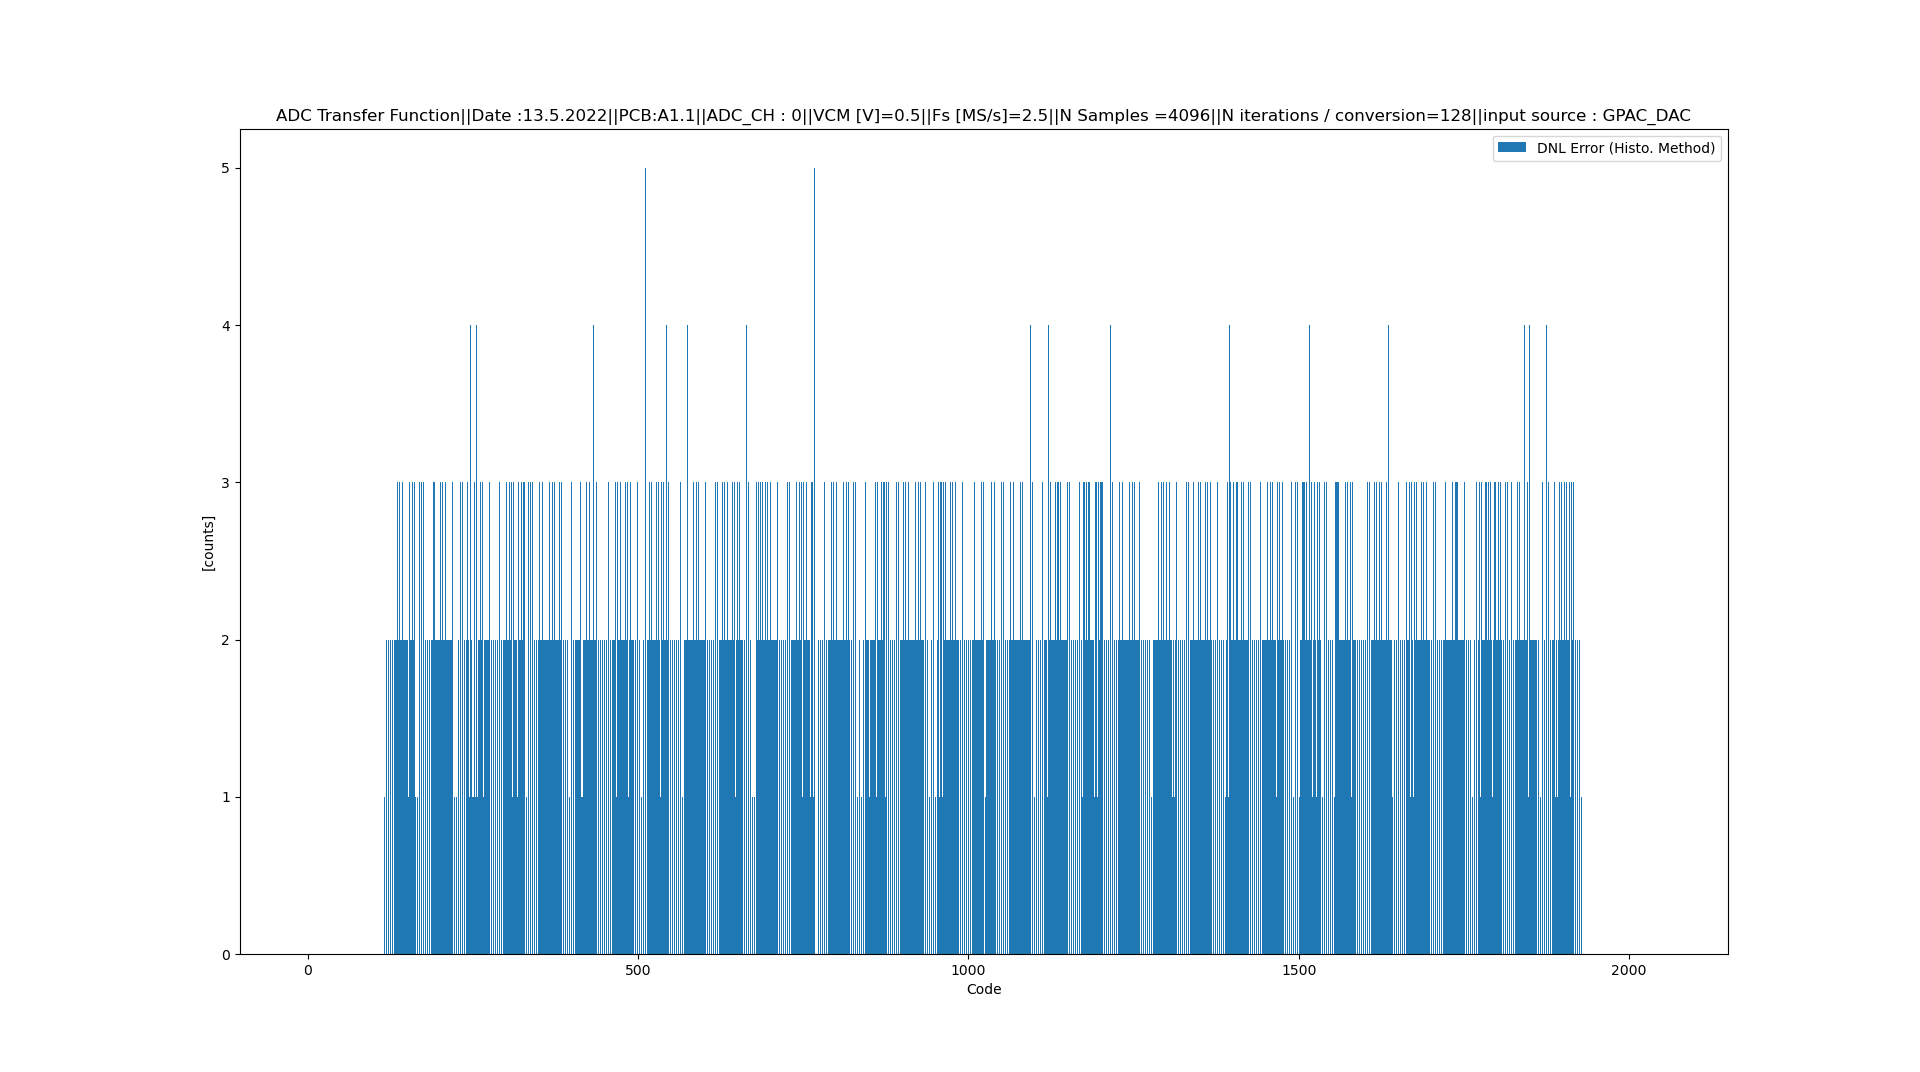 ADC Transfer Function||Date :13.5.2022||PCB:A1.1||ADC_CH : 0||VCM [V]=0.5||Fs [MS/s]=2.5||N Samples =4096||N iterations / conversion=128||input source : GPAC_DAC
DNL Error (Histo. Method)
5
4
3
2
1
0
[counts]
0 500 1000 1500 2000
Code